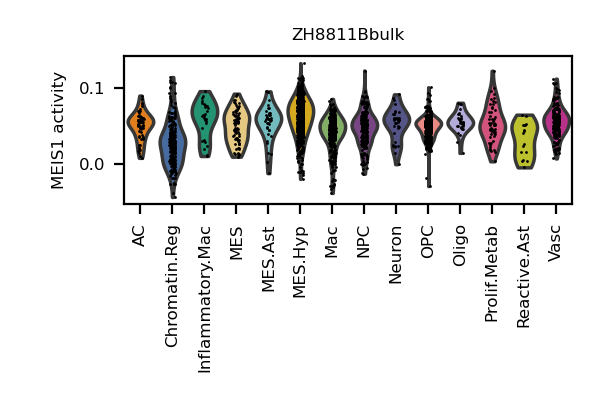 ZH8811Bbulk
MEIS1 activity
0.1
0.0
AC
Chromatin.Reg
Inflammatory.Mac
MES
MES.Ast
MES.Hyp
Mac
NPC
Neuron
OPC
Oligo
Prolif.Metab
Reactive.Ast
Vasc